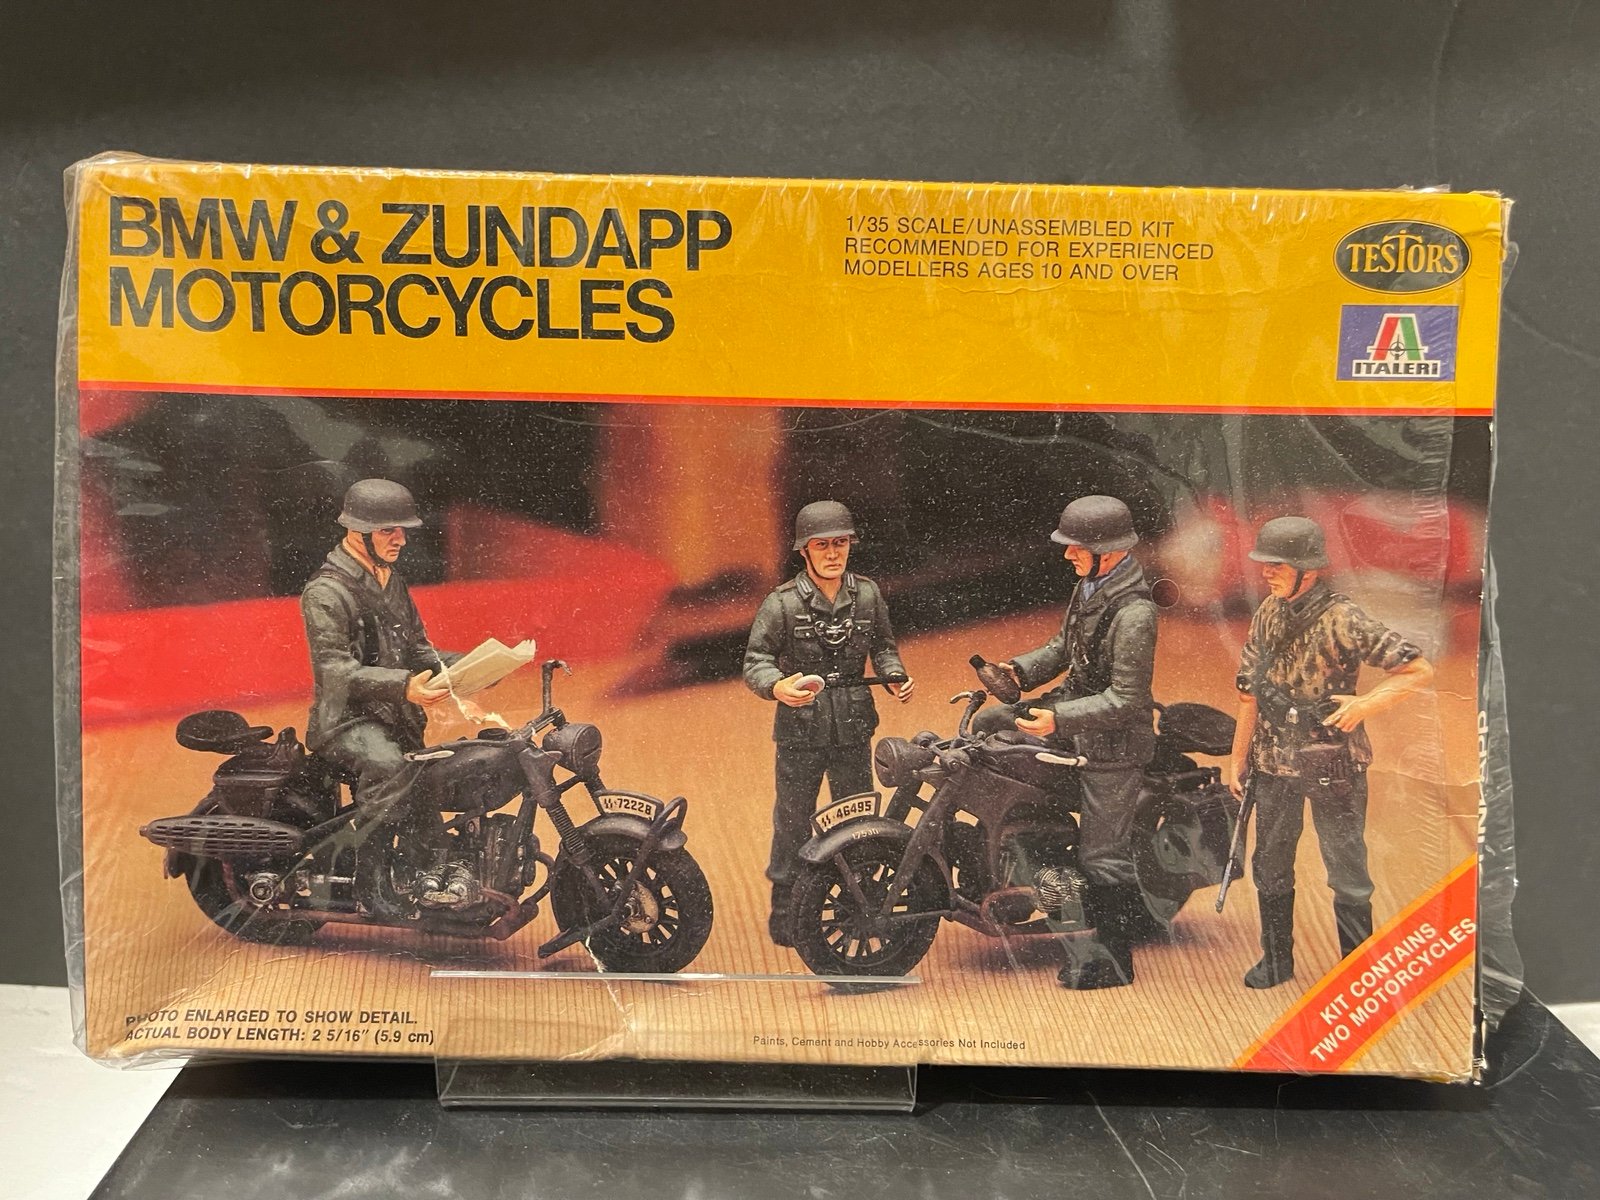 BMW & ZUNDAPP
MOTORCYCLES
1/35 SCALE/UNASSEMBLED KIT
RECOMMENDED FOR EXPERIENCED
MODELLERS AGES 10 AND OVER
TESTORS
ITALERI
72228
46495
17530
PHOTO ENLARGED TO SHOW DETAIL.
ACTUAL BODY LENGTH: 2 5/16" (5.9 cm)
Paints, Cement and Hobby Accessories Not Included
KIT CONTAINS
TWO MOTORCYCLES